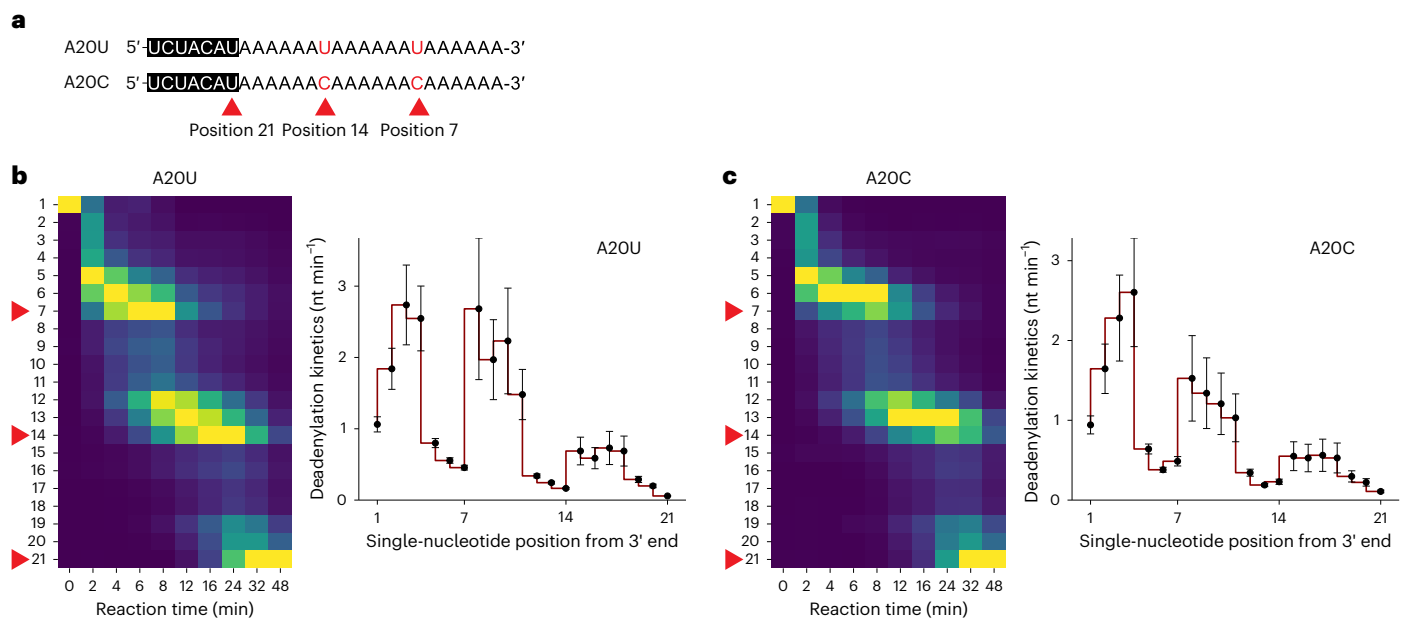 a
A20U 5′-UCUACAUAAAAAAUAAAAAAUAAAAAA-3′
A20C 5′-UCUACAUAAAAAACAAAAAACAAAAAA-3′
Position 21 Position 14 Position 7
b
A20U
1
2
3
4
5
6
7
8
9
10
11
12
13
14
15
16
17
18
19
20
21
0 2 4 6 8 12 16 24 32 48
Reaction time (min)
A20U
Deadenylation kinetics (nt min⁻¹)
3
2
1
0
1 7 14 21
Single-nucleotide position from 3' end
c
A20C
1
2
3
4
5
6
7
8
9
10
11
12
13
14
15
16
17
18
19
20
21
0 2 4 6 8 12 16 24 32 48
Reaction time (min)
A20C
Deadenylation kinetics (nt min⁻¹)
3
2
1
0
1 7 14 21
Single-nucleotide position from 3' end